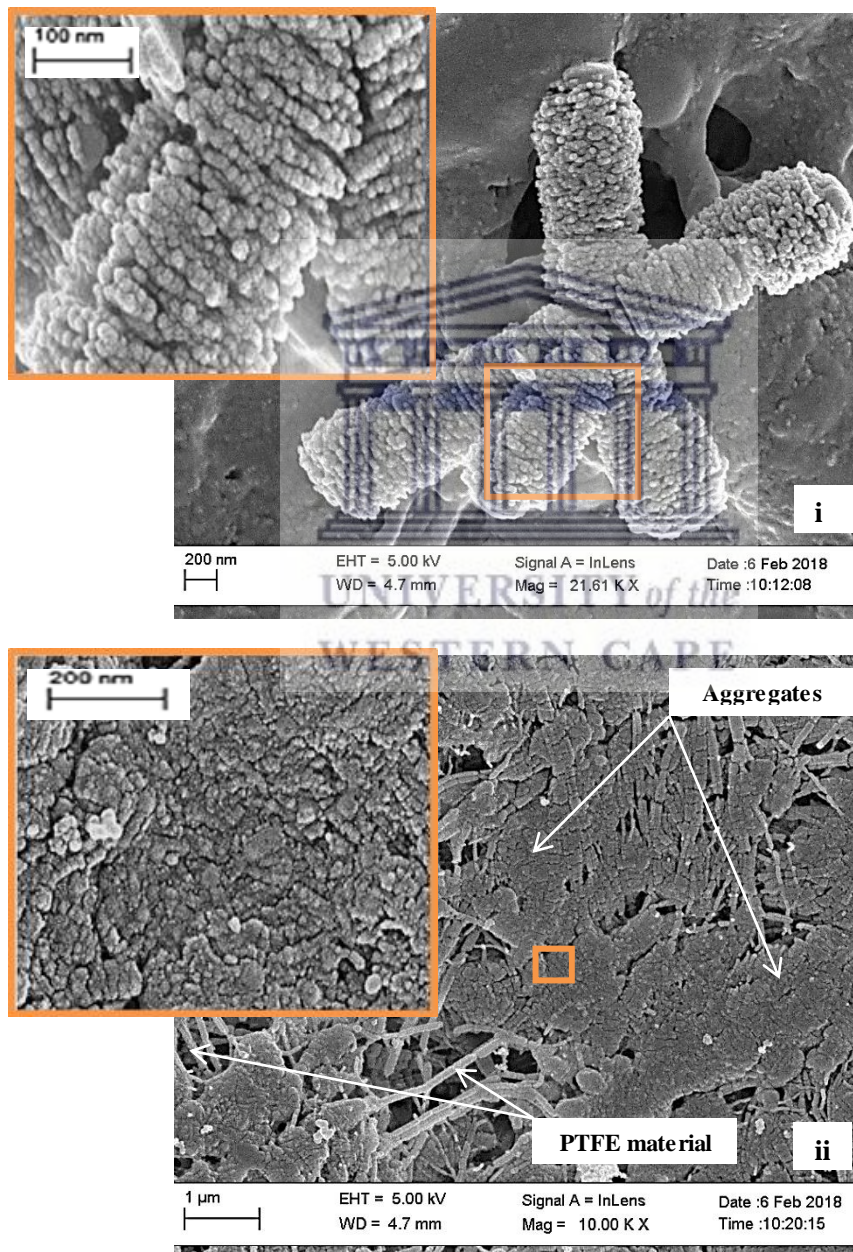 100 nm
i
200 nm
EHT = 5.00 kV
Signal A = InLens
Date :6 Feb 2018
WD = 4.7 mm
Mag = 21.61 K X
Time :10:12:08
UNIVERSITY of the
WESTERN CAPE
200 nm
Aggregates
PTFE material
ii
1 µm
EHT = 5.00 kV
Signal A = InLens
Date :6 Feb 2018
WD = 4.7 mm
Mag = 10.00 K X
Time :10:20:15